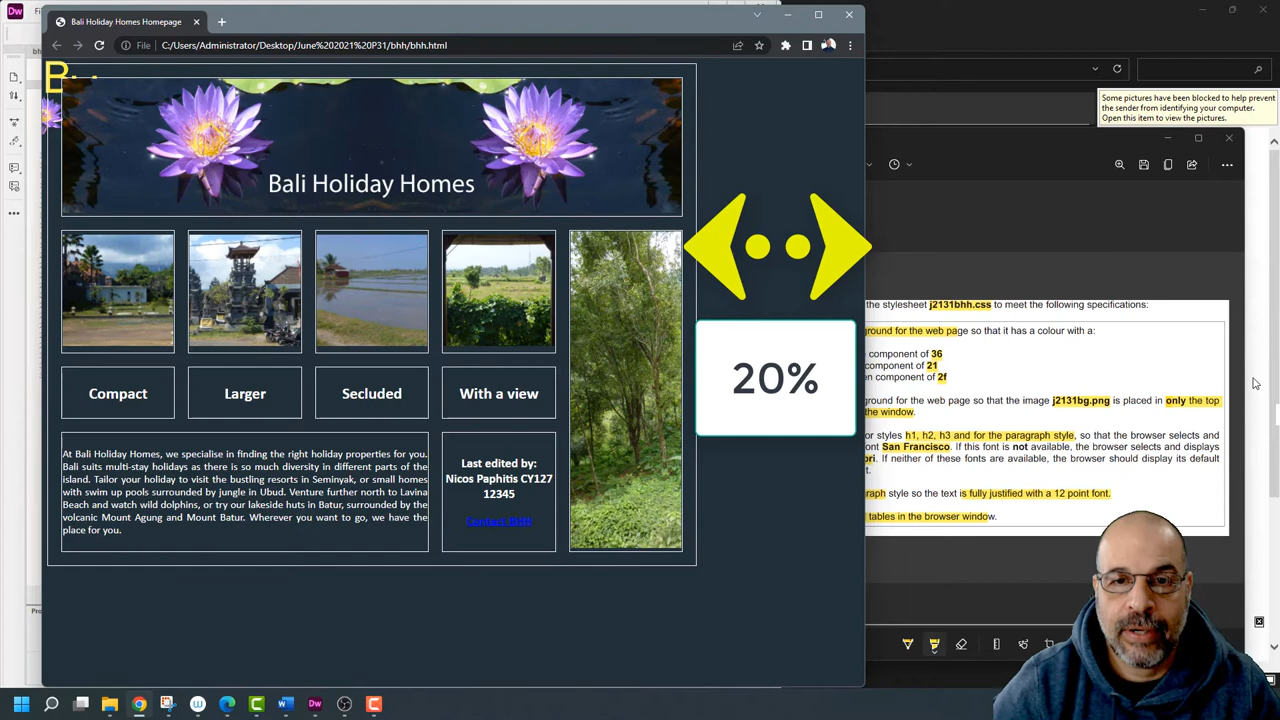 Dw
Bali Holiday Homes Homepage
File
C:/Users/Administrator/Desktop/June%202021%20P31/bhh/bhh.html
B
Bali Holiday Homes
Compact
Larger
Secluded
With a view
At Bali Holiday Homes, we specialise in finding the right holiday properties for you.
Bali suits multi-stay holidays as there is so much diversity in different parts of the
island. Tailor your holiday to visit the bustling resorts in Seminyak, or small homes
with swim up pools surrounded by jungle in Ubud. Venture further north to Lavina
Beach and watch wild dolphins, or try our lakeside huts in Batur, surrounded by the
volcanic Mount Agung and Mount Batur. Wherever you want to go, we have the
place for you.
Last edited by:
Nicos Paphitis CY127
12345
Contact BHH
20%
Some pictures have been blocked to help prevent
the sender from identifying your computer.
Open this item to view the pictures.
the stylesheet j2131bhh.css to meet the following specifications:
ground for the web page so that it has a colour with a:
component of 36
component of 21
en component of 2f
ground for the web page so that the image j2131bg.png is placed in only the top
the window.
or styles h1, h2, h3 and for the paragraph style, so that the browser selects and
ont San Francisco. If this font is not available, the browser selects and displays
ri. If neither of these fonts are available, the browser should display its default
t.
graph style so the text is fully justified with a 12 point font.
tables in the browser window.
Pro